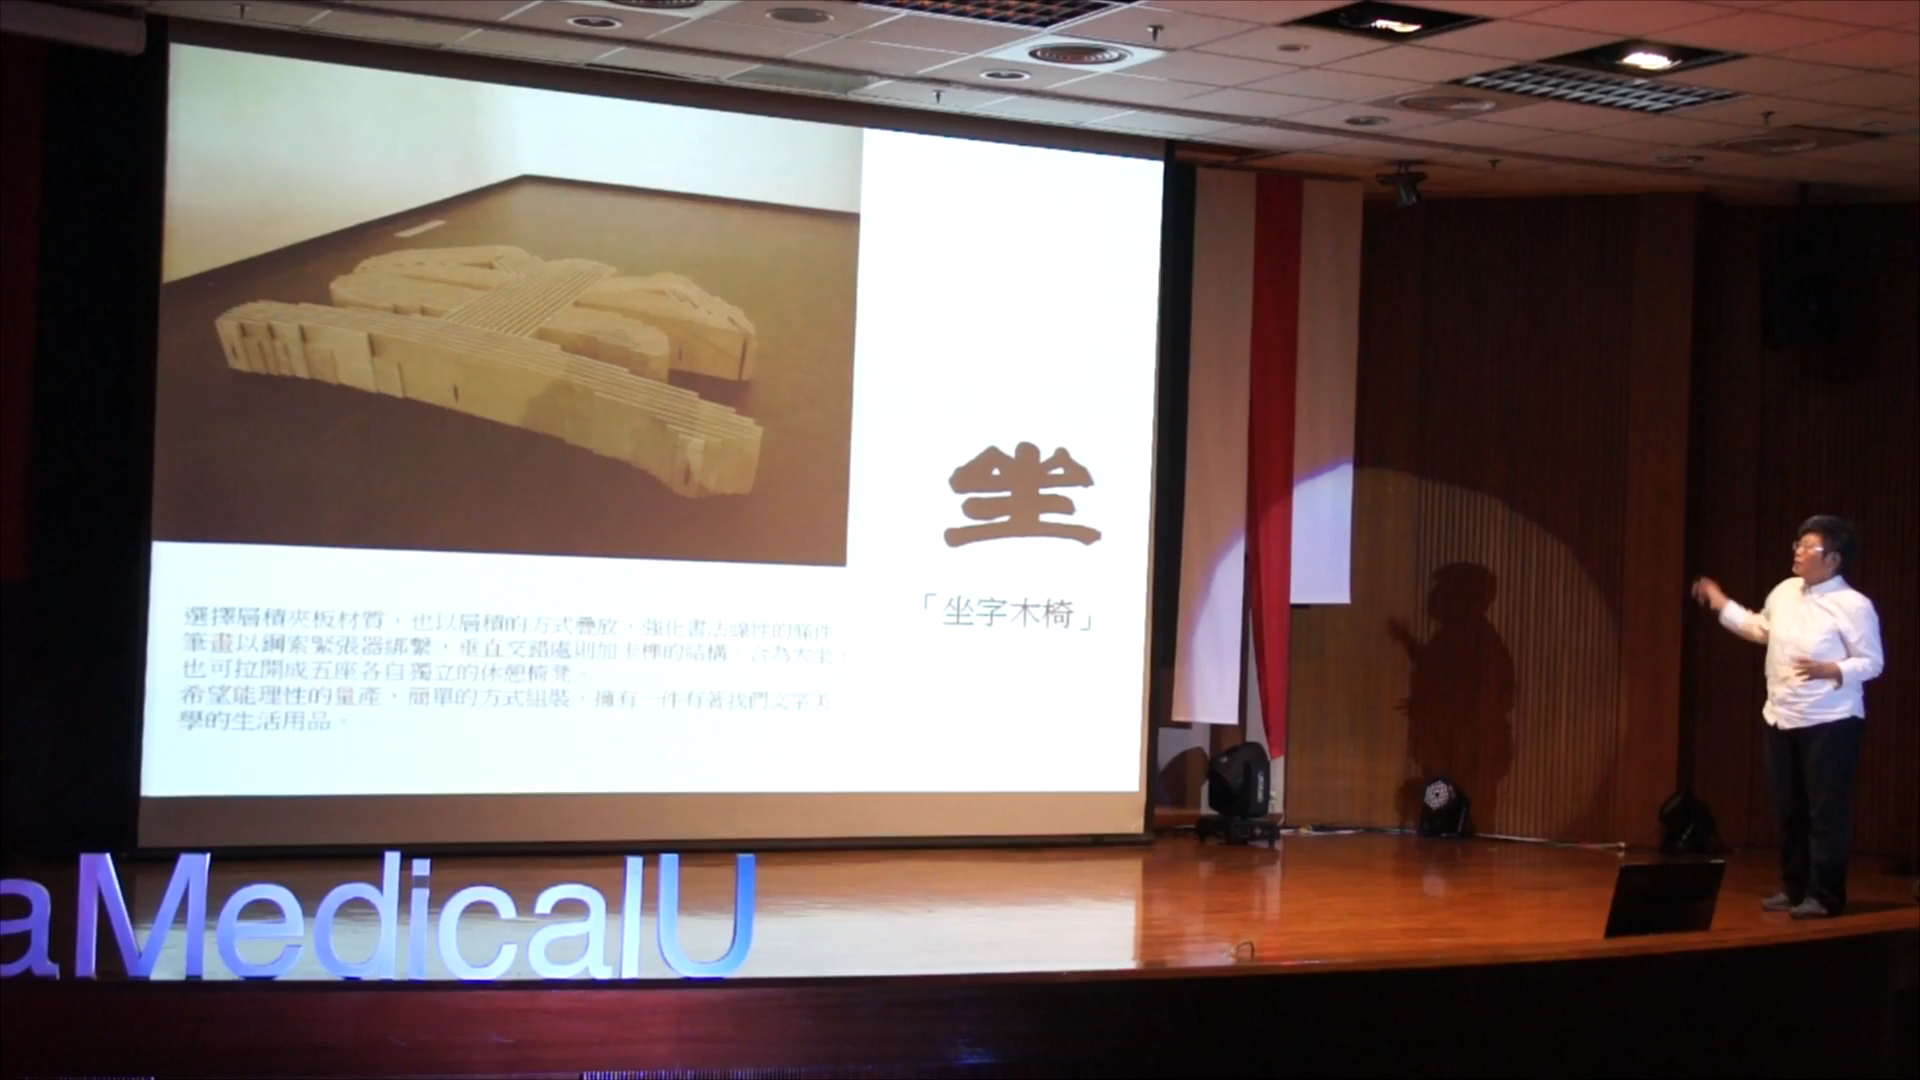 坐
「坐字木椅」
選擇層積夾板材質，也以層積的方式疊放，強化書法線性的條件
筆畫以鋼索緊張器綁繫，垂直交錯處則加卡榫的結構，合為大坐，
也可拉開成五座各自獨立的休憩椅凳。
希望能理性的量產，簡單的方式組裝，擁有一件有著我們文字美
學的生活用品。
aMedicalU